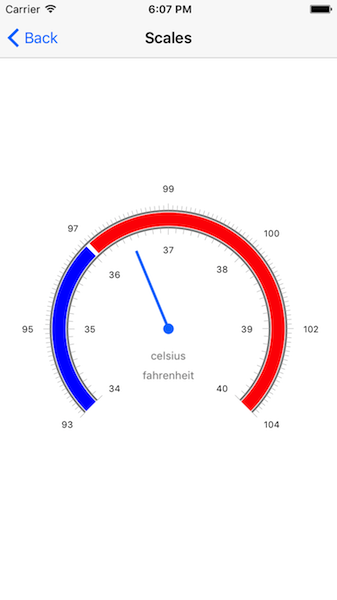 Carrier 6:07 PM
Back Scales
99
97 100
37
36 38
95 35 39 102
celsius
fahrenheit
34 40
93 104